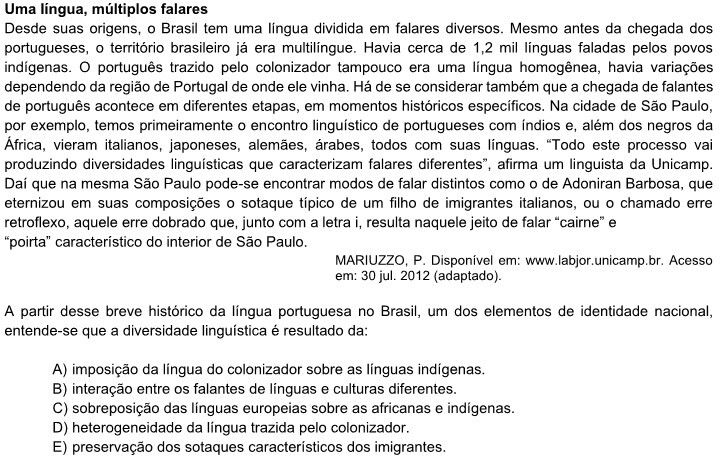 Uma língua, múltiplos falares
Desde suas origens, o Brasil tem uma língua dividida em falares diversos. Mesmo antes da chegada dos
portugueses, o território brasileiro já era multilíngue. Havia cerca de 1,2 mil línguas faladas pelos povos
indígenas. O português trazido pelo colonizador tampouco era uma língua homogênea, havia variações
dependendo da região de Portugal de onde ele vinha. Há de se considerar também que a chegada de falantes
de português acontece em diferentes etapas, em momentos históricos específicos. Na cidade de São Paulo,
por exemplo, temos primeiramente o encontro linguístico de portugueses com índios e, além dos negros da
África, vieram italianos, japoneses, alemães, árabes, todos com suas línguas. “Todo este processo vai
produzindo diversidades linguísticas que caracterizam falares diferentes”, afirma um linguista da Unicamp.
Daí que na mesma São Paulo pode-se encontrar modos de falar distintos como o de Adoniran Barbosa, que
eternizou em suas composições o sotaque típico de um filho de imigrantes italianos, ou o chamado erre
retroflexo, aquele erre dobrado que, junto com a letra i, resulta naquele jeito de falar “cairne” e
“poirta” característico do interior de São Paulo.
MARIUZZO, P. Disponível em: www.labjor.unicamp.br. Acesso
em: 30 jul. 2012 (adaptado).
A partir desse breve histórico da língua portuguesa no Brasil, um dos elementos de identidade nacional,
entende-se que a diversidade linguística é resultado da:
A) imposição da língua do colonizador sobre as línguas indígenas.
B) interação entre os falantes de línguas e culturas diferentes.
C) sobreposição das línguas europeias sobre as africanas e indígenas.
D) heterogeneidade da língua trazida pelo colonizador.
E) preservação dos sotaques característicos dos imigrantes.